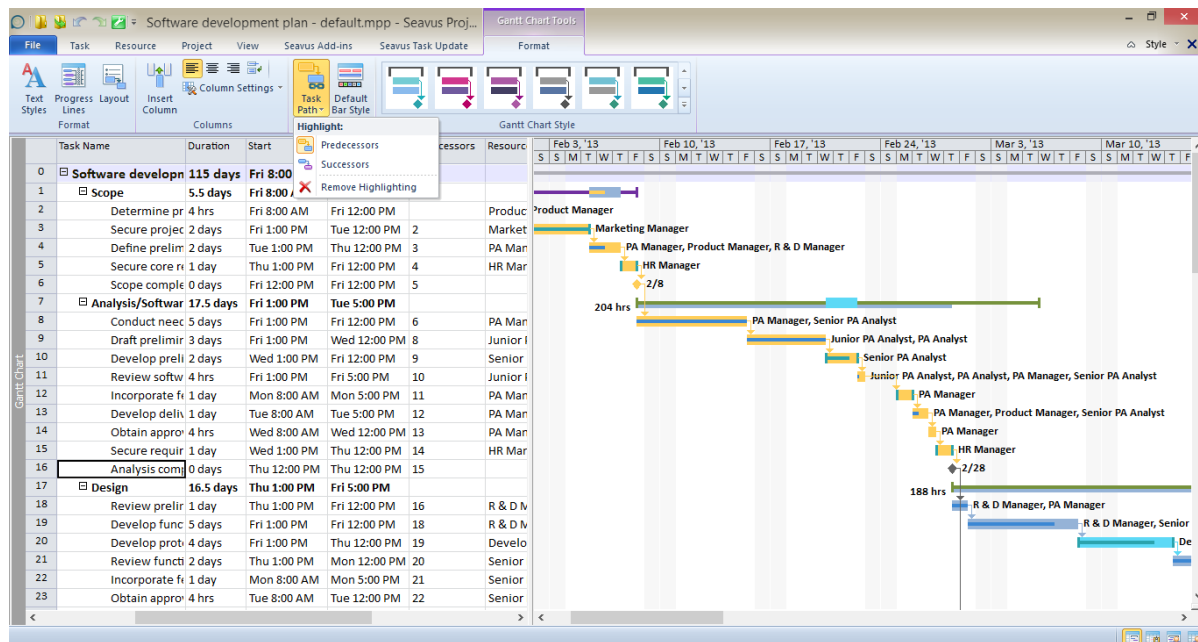 Software development plan - default.mpp - Seavus Proj...
Gantt Chart Tools
File Task Resource Project View Seavus Add-ins Seavus Task Update Format Style
Text Styles
Progress Lines
Layout
Format
Insert Column
Column Settings
Columns
Task Path
Default Bar Style
Gantt Chart Style
Highlight:
Predecessors
Successors
Remove Highlighting
Gantt Chart
Task Name Duration Start cessors Resourc
Feb 3, '13 Feb 10, '13 Feb 17, '13 Feb 24, '13 Mar 3, '13 Mar 10, '13
S S M T W T F S S M T W T F S S M T W T F S S M T W T F S S M T W T F S S M T W T F
0 Software developn 115 days Fri 8:00
1 Scope 5.5 days Fri 8:00 A
2 Determine pr 4 hrs Fri 8:00 AM Fri 12:00 PM Produc
3 Secure projec 2 days Fri 1:00 PM Tue 12:00 PM 2 Market
4 Define prelim 2 days Tue 1:00 PM Thu 12:00 PM 3 PA Man
5 Secure core re 1 day Thu 1:00 PM Fri 12:00 PM 4 HR Mar
6 Scope comple 0 days Fri 12:00 PM Fri 12:00 PM 5
7 Analysis/Softwar 17.5 days Fri 1:00 PM Tue 5:00 PM
8 Conduct need 5 days Fri 1:00 PM Fri 12:00 PM 6 PA Man
9 Draft prelimir 3 days Fri 1:00 PM Wed 12:00 PM 8 Junior
10 Develop preli 2 days Wed 1:00 PM Fri 12:00 PM 9 Senior
11 Review softw 4 hrs Fri 1:00 PM Fri 5:00 PM 10 Junior
12 Incorporate fe 1 day Mon 8:00 AM Mon 5:00 PM 11 PA Man
13 Develop deliv 1 day Tue 8:00 AM Tue 5:00 PM 12 PA Man
14 Obtain approv 4 hrs Wed 8:00 AM Wed 12:00 PM 13 PA Man
15 Secure requir 1 day Wed 1:00 PM Thu 12:00 PM 14 HR Mar
16 Analysis comp 0 days Thu 12:00 PM Thu 12:00 PM 15
17 Design 16.5 days Thu 1:00 PM Fri 5:00 PM
18 Review prelir 1 day Thu 1:00 PM Fri 12:00 PM 16 R & D M
19 Develop func 5 days Fri 1:00 PM Fri 12:00 PM 18 R & D M
20 Develop prot 4 days Fri 1:00 PM Thu 12:00 PM 19 Develo
21 Review functi 2 days Thu 1:00 PM Mon 12:00 PM 20 Senior
22 Incorporate fe 1 day Mon 8:00 AM Mon 5:00 PM 21 Senior
23 Obtain approv 4 hrs Tue 8:00 AM Tue 12:00 PM 22 Senior
Product Manager
Marketing Manager
PA Manager, Product Manager, R & D Manager
HR Manager
2/8
204 hrs
PA Manager, Senior PA Analyst
Junior PA Analyst, PA Analyst
Senior PA Analyst
Junior PA Analyst, PA Analyst, PA Manager, Senior PA Analyst
PA Manager
PA Manager, Product Manager, Senior PA Analyst
PA Manager
HR Manager
2/28
188 hrs
R & D Manager, PA Manager
R & D Manager, Senior
De